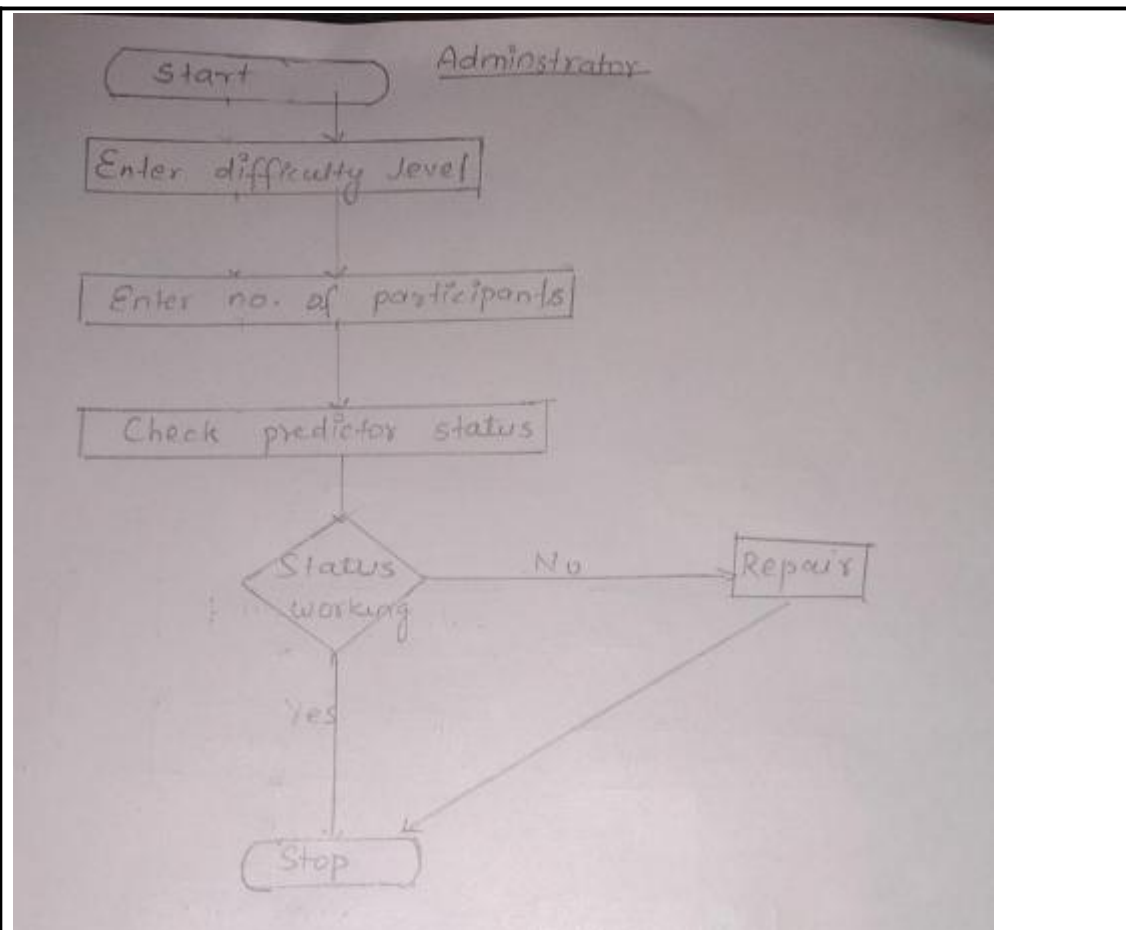 Adminstrator
Start
Enter difficulty level
Enter no. of participants
Check predictor status
Status
working
No
Repair
Yes
Stop